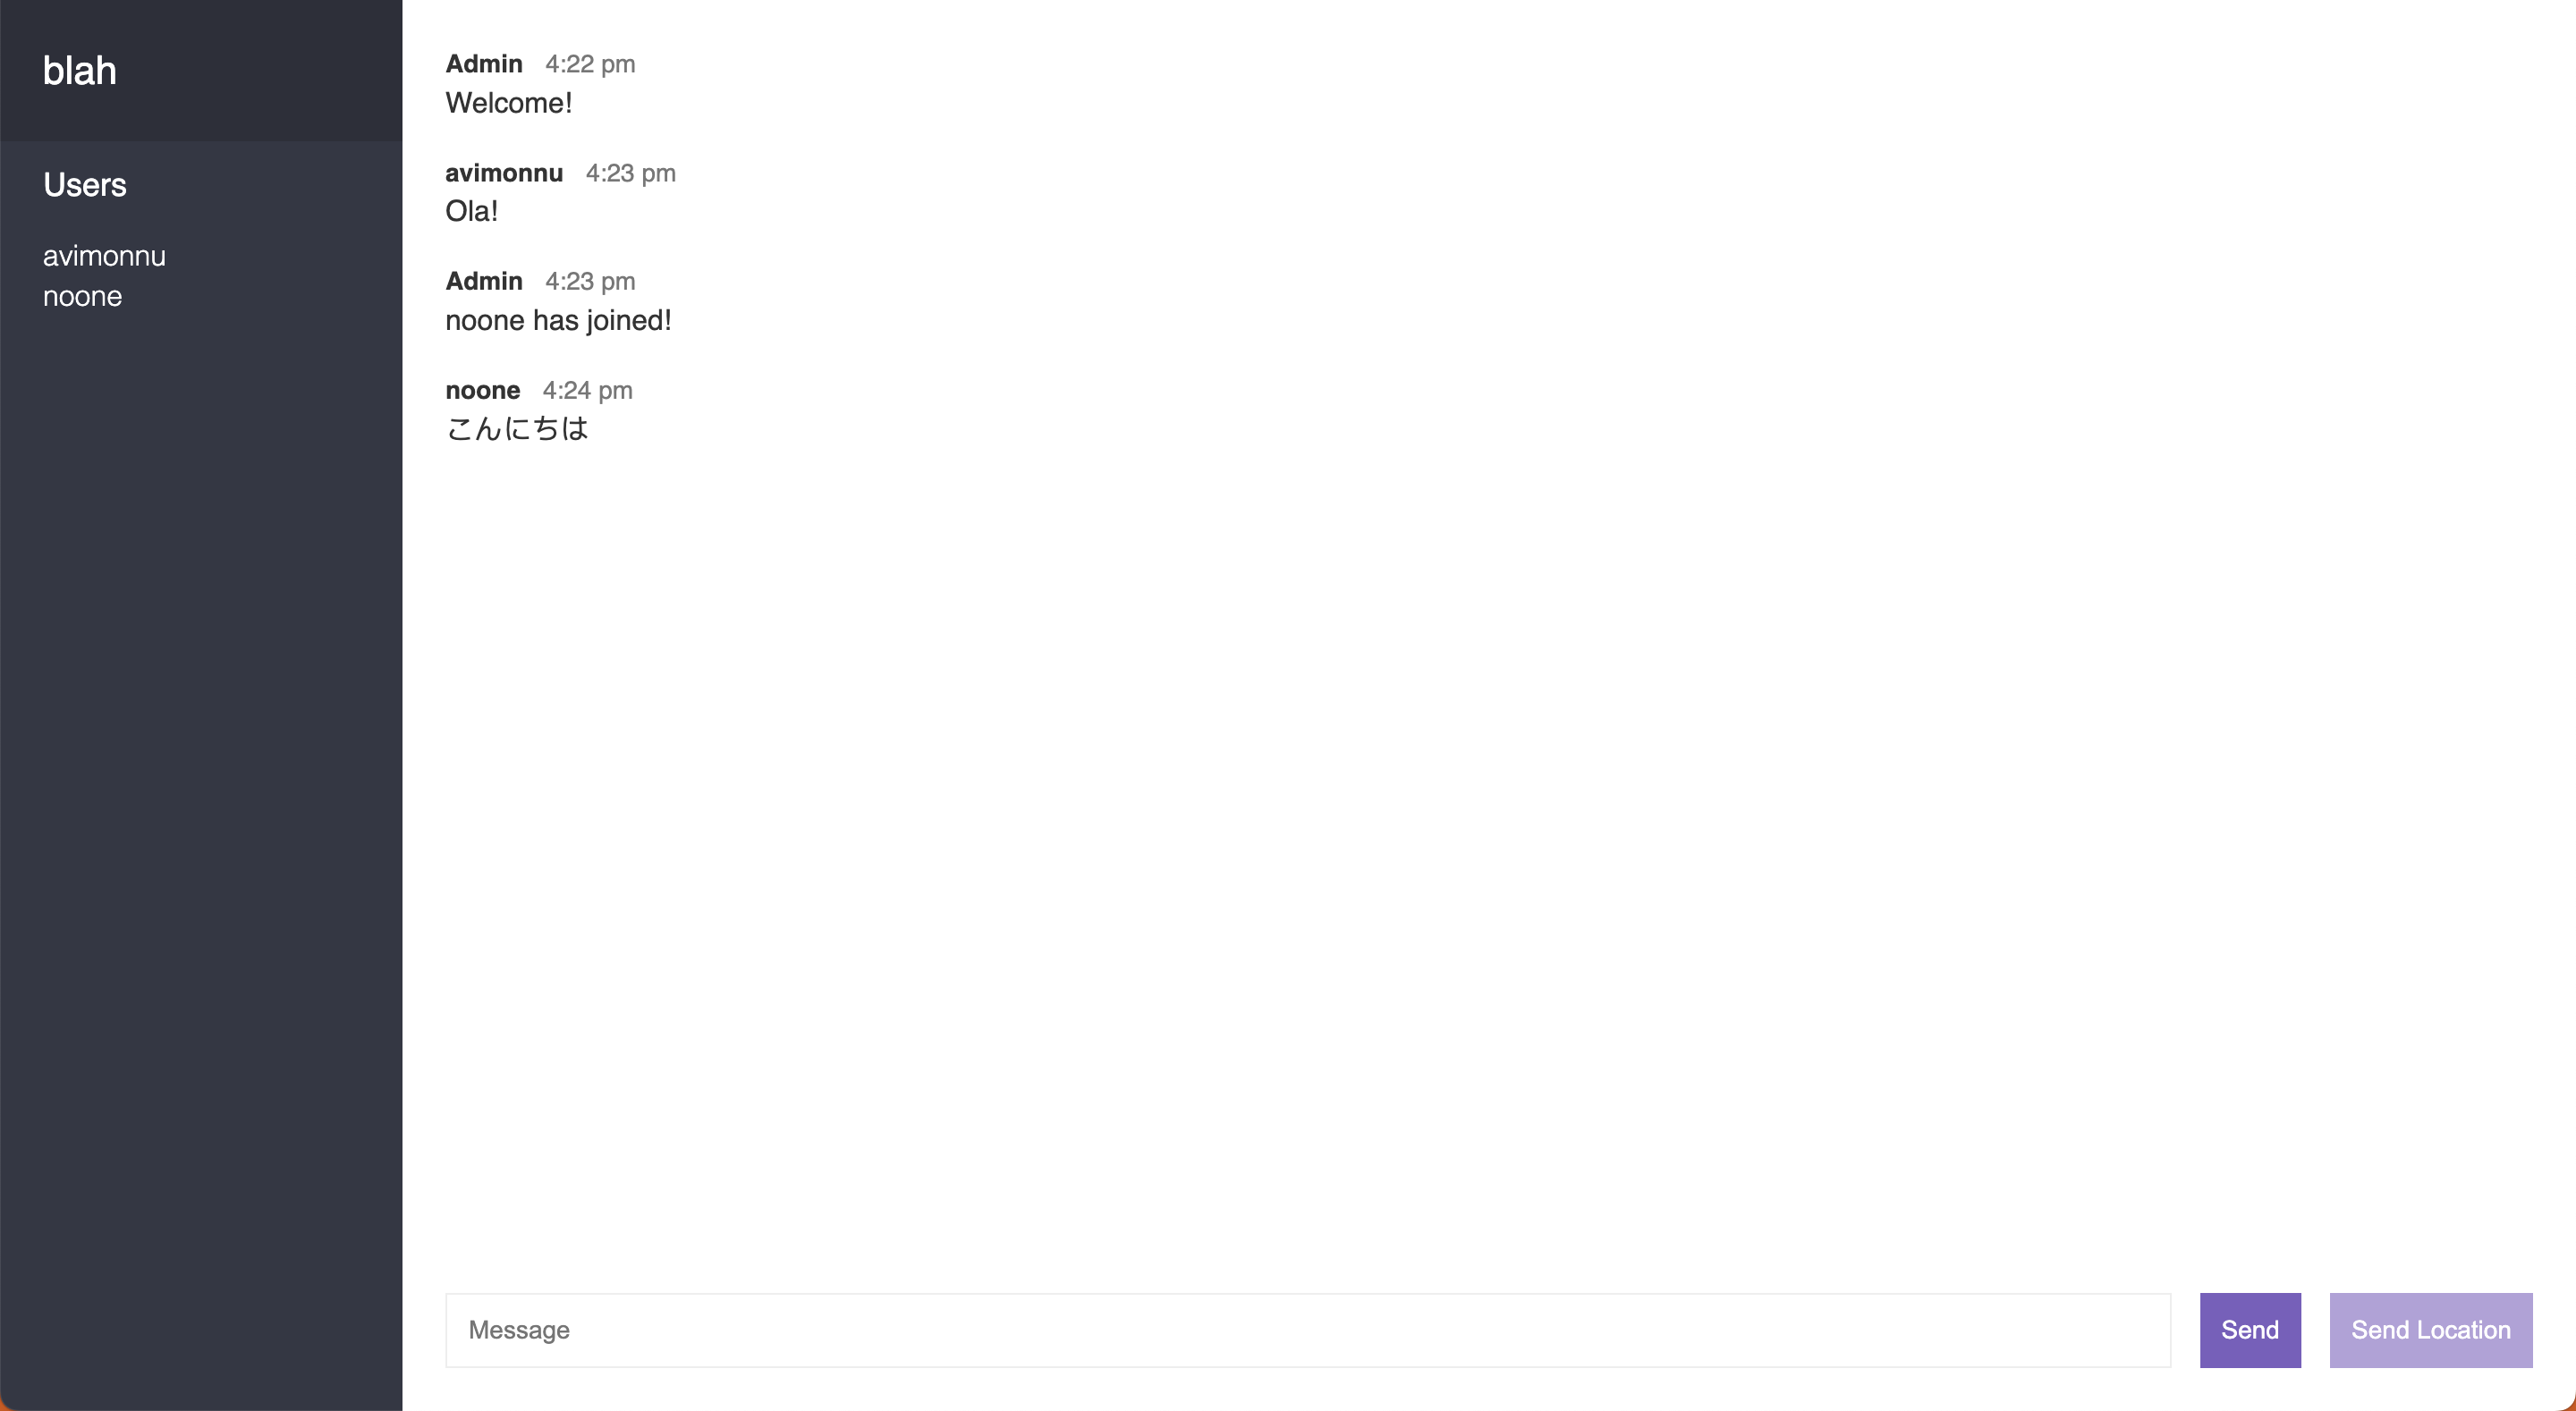 blah
Users
avimonnu
noone
Admin 4:22 pm
Welcome!
avimonnu 4:23 pm
Ola!
Admin 4:23 pm
noone has joined!
noone 4:24 pm
こんにちは
Message
Send
Send Location